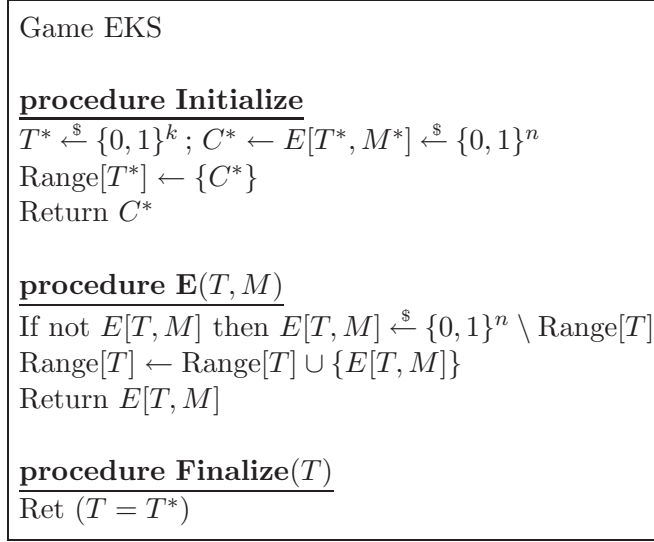 Game EKS
procedure Initialize
T* ←$ {0, 1}^k ; C* ← E[T*, M*] ←$ {0, 1}^n
Range[T*] ← {C*}
Return C*
procedure E(T, M)
If not E[T, M] then E[T, M] ←$ {0, 1}^n \ Range[T]
Range[T] ← Range[T] ∪ {E[T, M]}
Return E[T, M]
procedure Finalize(T)
Ret (T = T*)